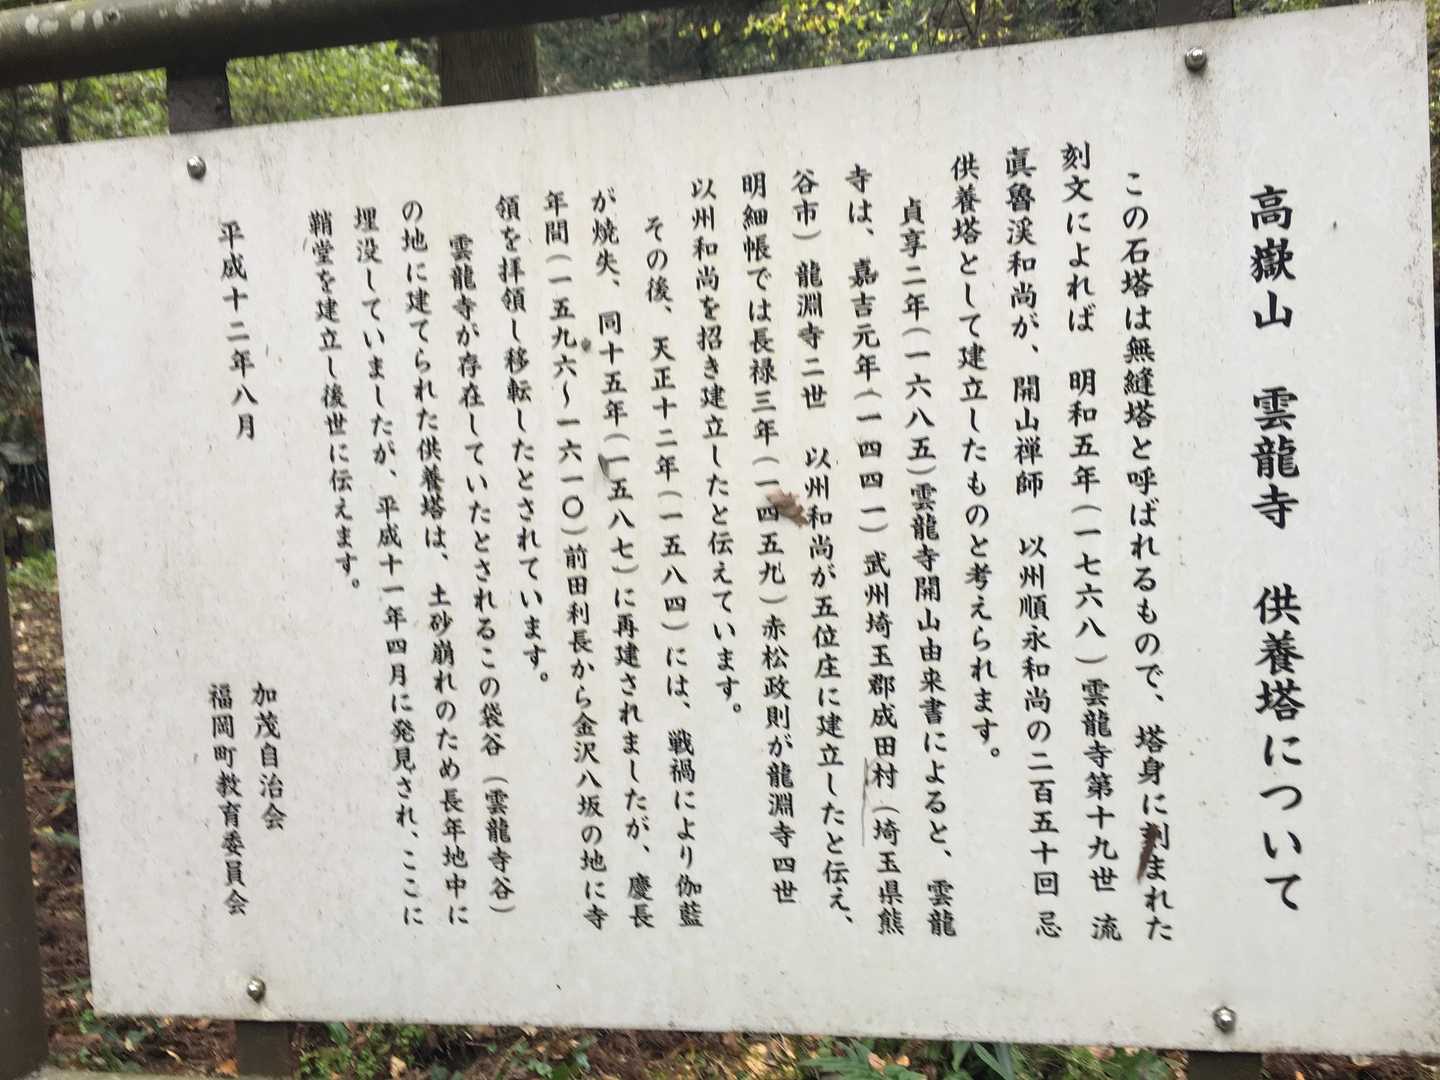 高嶽山　雲龍寺　供養塔について
この石塔は無縫塔と呼ばれるもので、塔身に刻まれた
刻文によれば　明和五年（一七六八）雲龍寺第十九世　流
眞魯渓和尚が、開山禅師　以州順永和尚の二百五十回忌
供養塔として建立したものと考えられます。
貞享二年（一六八五）雲龍寺開山由来書によると、雲龍
寺は、嘉吉元年（一四四一）武州埼玉郡成田村（埼玉県熊
谷市）龍淵寺二世　以州和尚が五位庄に建立したと伝え、
明細帳では長禄三年（一四五九）赤松政則が龍淵寺四世
以州和尚を招き建立したと伝えています。
その後、天正十二年（一五八四）には、戦禍により伽藍
が焼失、同十五年（一五八七）に再建されましたが、慶長
年間（一五九六～一六一〇）前田利長から金沢八坂の地に寺
領を拝領し移転したとされています。
雲龍寺が存在していたとされるこの袋谷（雲龍寺谷）
の地に建てられた供養塔は、土砂崩れのため長年地中に
埋没していましたが、平成十一年四月に発見され、ここに
鞘堂を建立し後世に伝えます。
平成十二年八月
加茂自治会
福岡町教育委員会